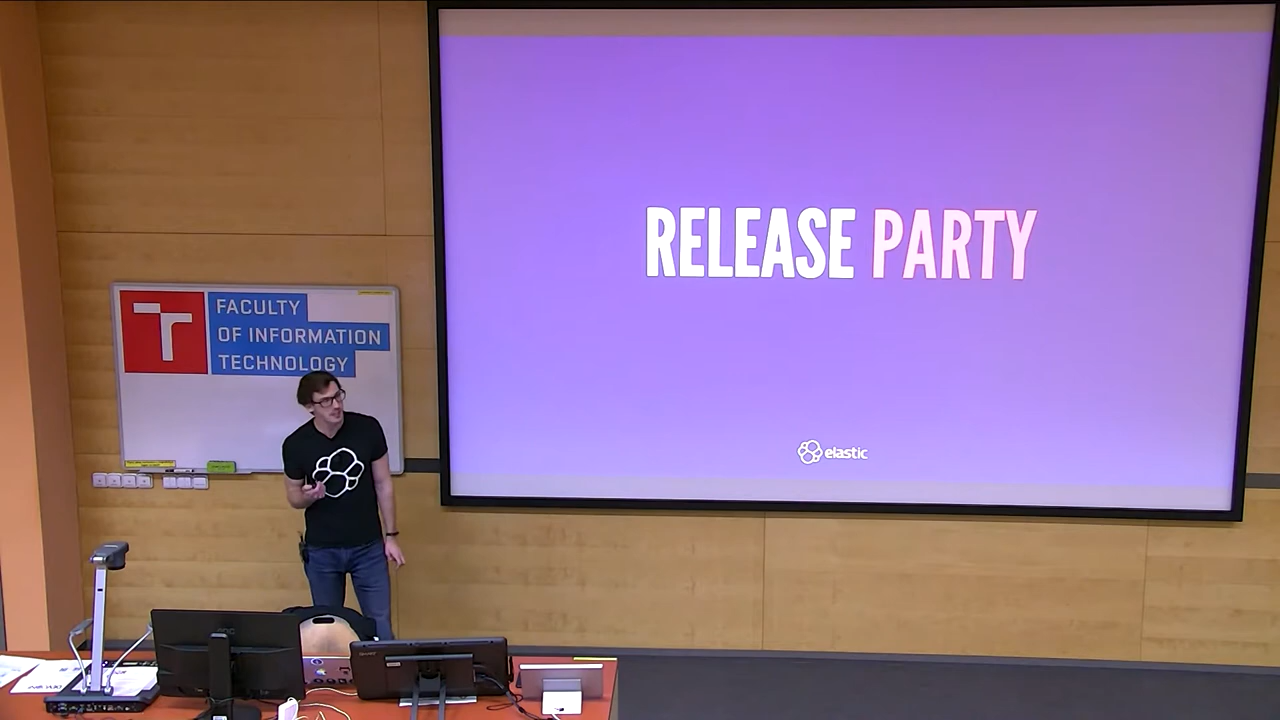 RELEASE PARTY
elastic
FACULTY
OF INFORMATION
TECHNOLOGY